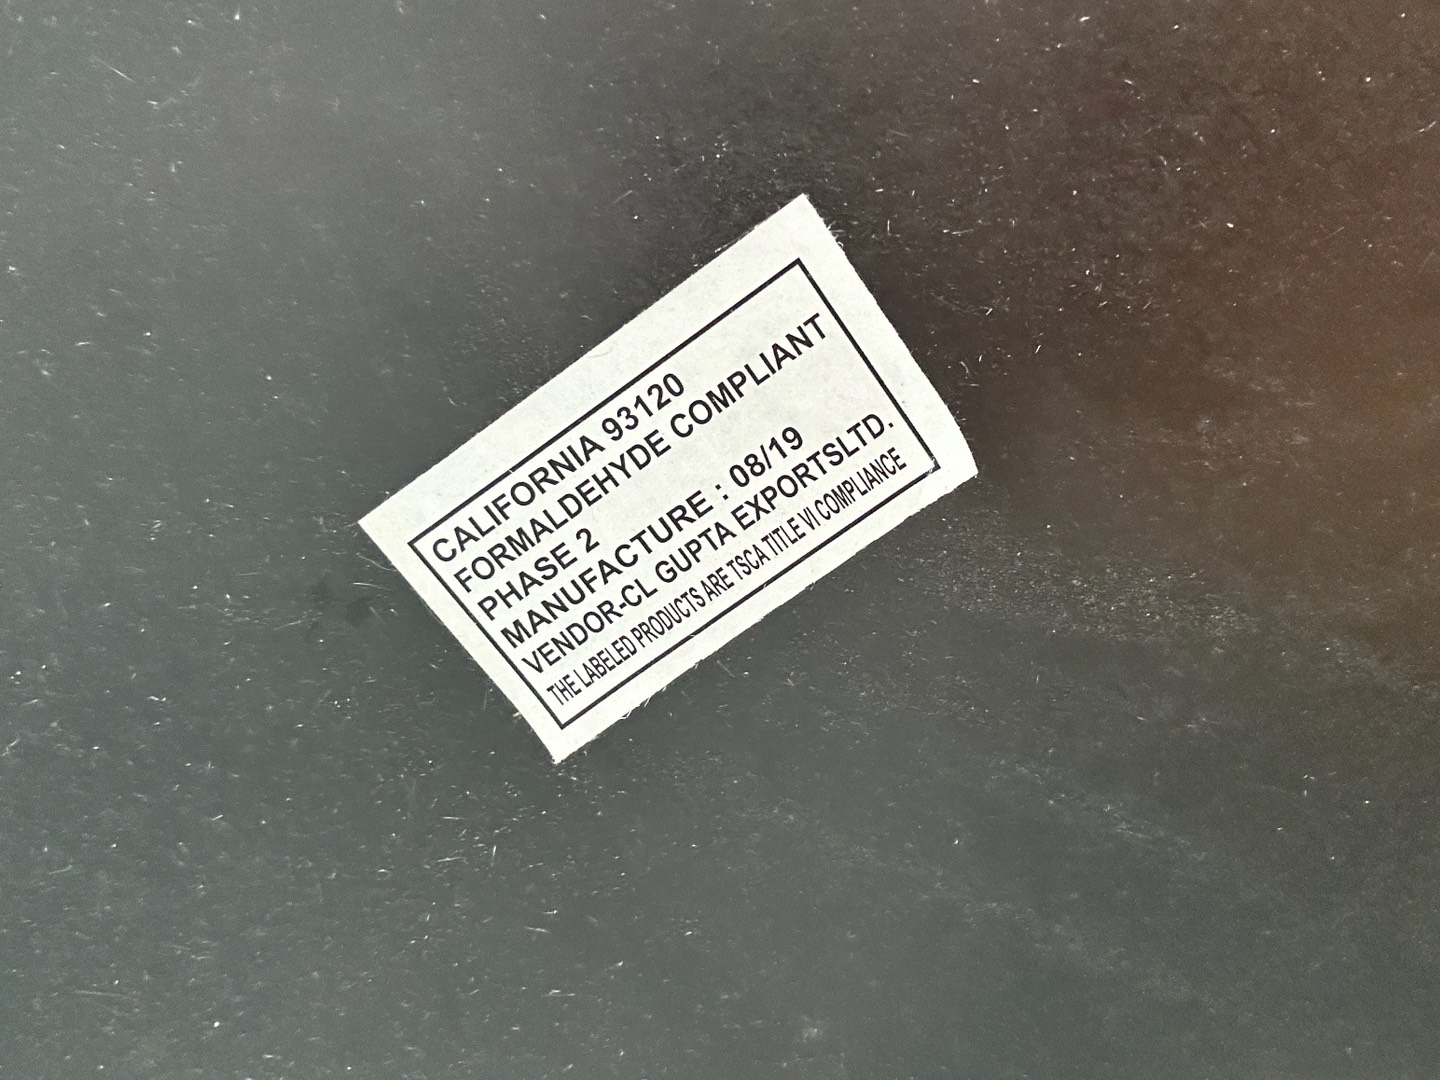 CALIFORNIA 93120
FORMALDEHYDE COMPLIANT
PHASE 2
MANUFACTURE : 08/19
VENDOR-CL GUPTA EXPORTSLTD.
THE LABELED PRODUCTS ARE TSCA TITLE VI COMPLIANCE